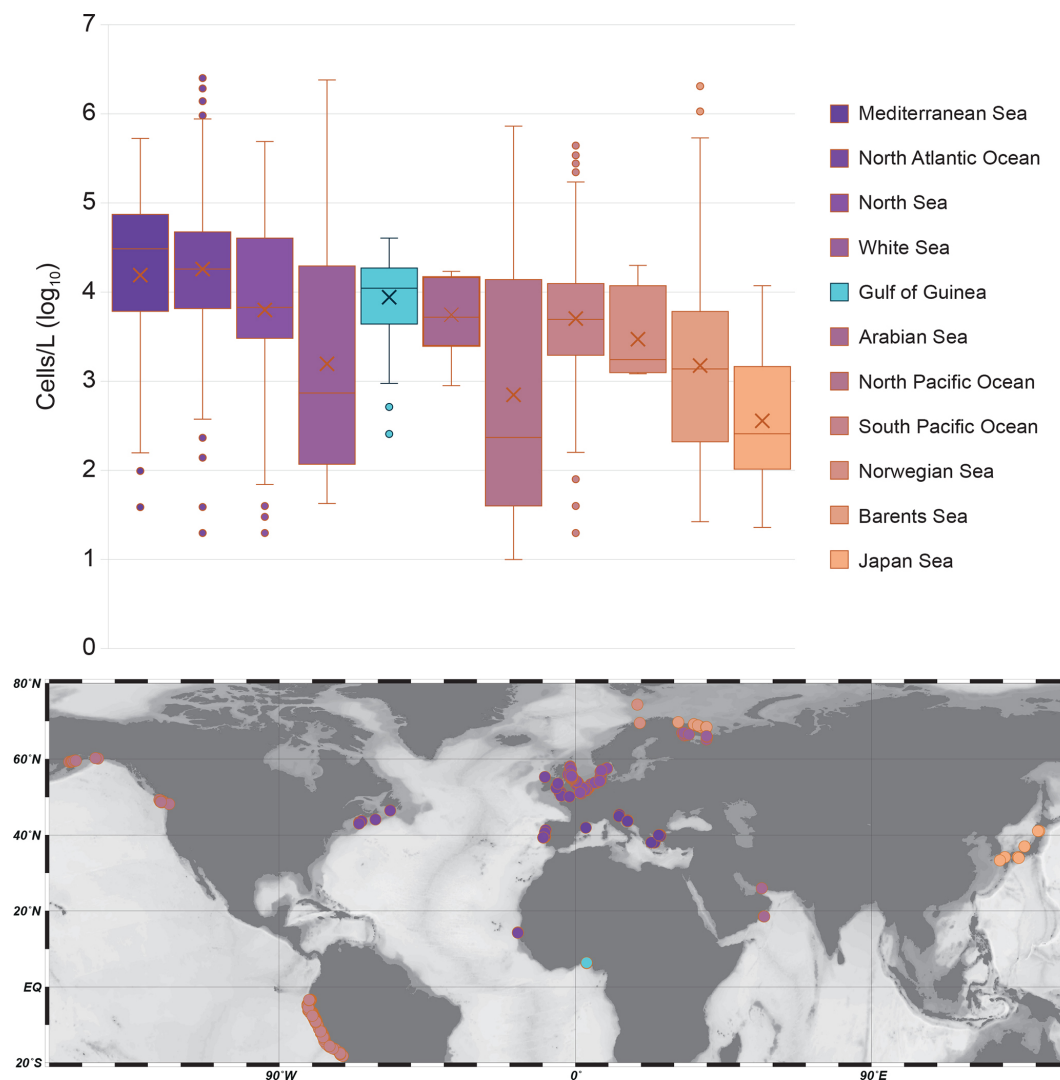 7
6
5
4
3
2
1
0
Cells/L (log₁₀)
Mediterranean Sea
North Atlantic Ocean
North Sea
White Sea
Gulf of Guinea
Arabian Sea
North Pacific Ocean
South Pacific Ocean
Norwegian Sea
Barents Sea
Japan Sea
80°N
60°N
40°N
20°N
EQ
20°S
90°W
0°
90°E